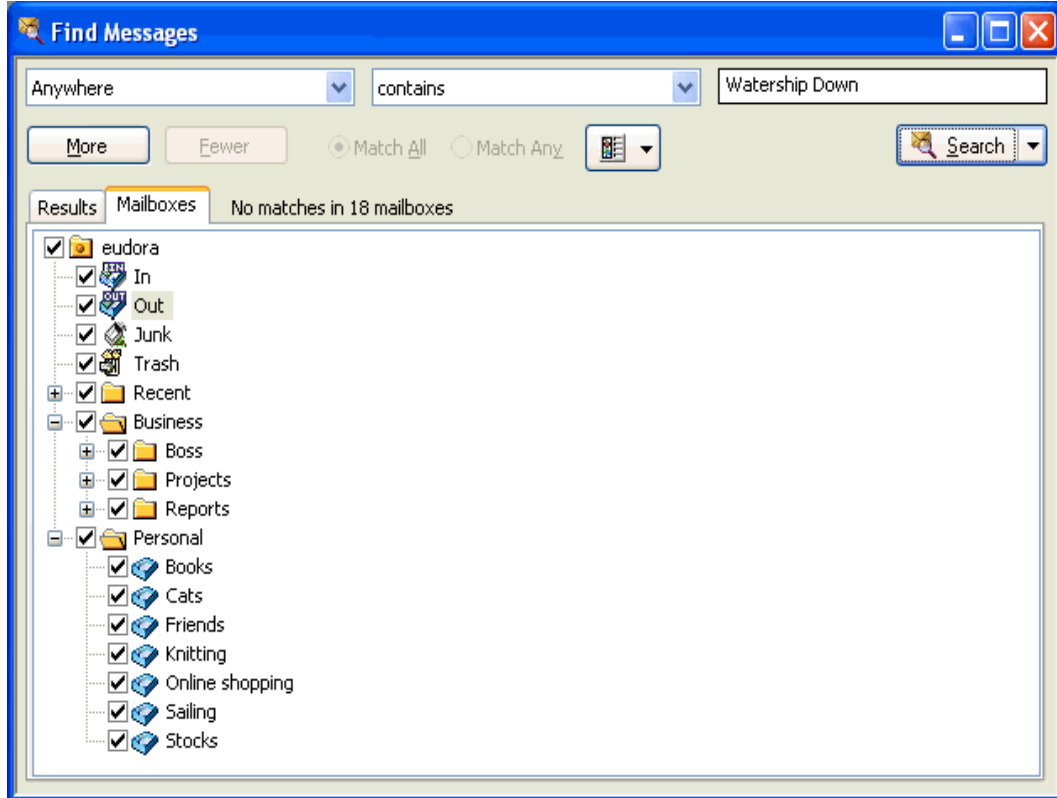 Find Messages
Anywhere contains Watership Down
More Fewer Match All Match Any Search
Results Mailboxes No matches in 18 mailboxes
eudora
In
Out
Junk
Trash
Recent
Business
Boss
Projects
Reports
Personal
Books
Cats
Friends
Knitting
Online shopping
Sailing
Stocks